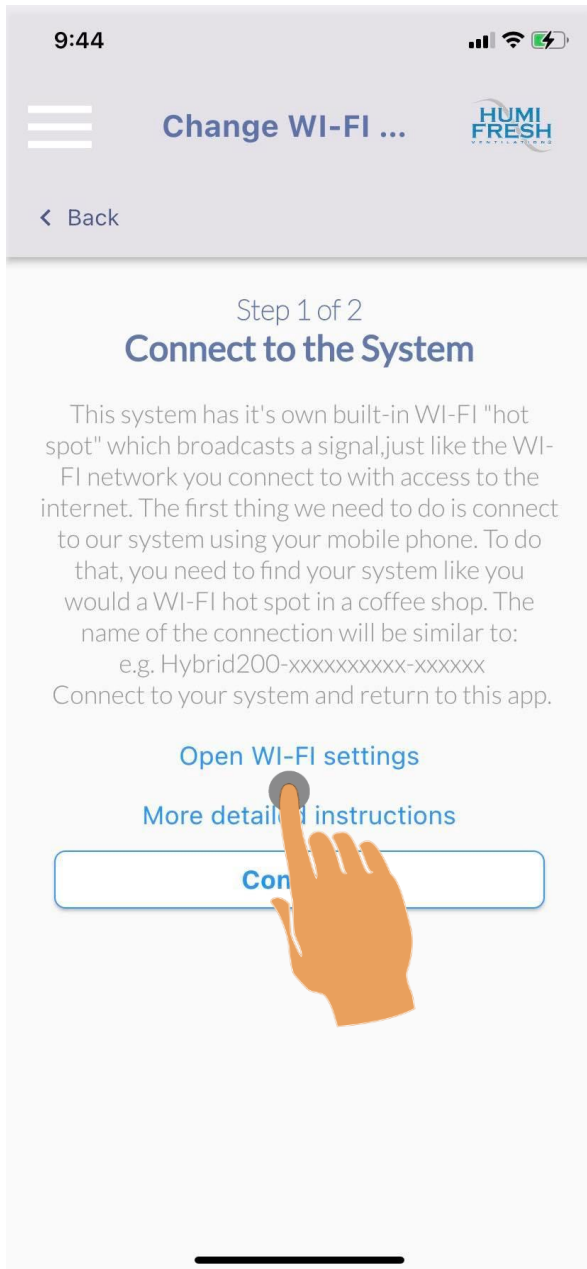 9:44
Change WI-FI ...
HUMI
FRESH
VENTILATIONS
Back
Step 1 of 2
Connect to the System
This system has it's own built-in WI-FI "hot
spot" which broadcasts a signal,just like the WI-
FI network you connect to with access to the
internet. The first thing we need to do is connect
to our system using your mobile phone. To do
that, you need to find your system like you
would a WI-FI hot spot in a coffee shop. The
name of the connection will be similar to:
e.g. Hybrid200-xxxxxxxxxx-xxxxxx
Connect to your system and return to this app.
Open WI-FI settings
More instructions